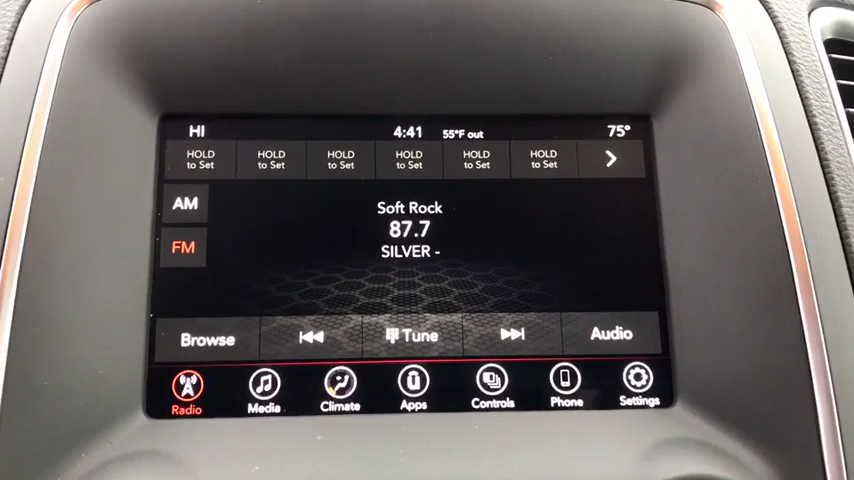 HI 4:41 55°F out 75°
HOLD to Set
HOLD to Set
HOLD to Set
HOLD to Set
HOLD to Set
HOLD to Set
AM
FM
Soft Rock
87.7
SILVER -
Browse Tune Audio
Radio Media Climate Apps Controls Phone Settings